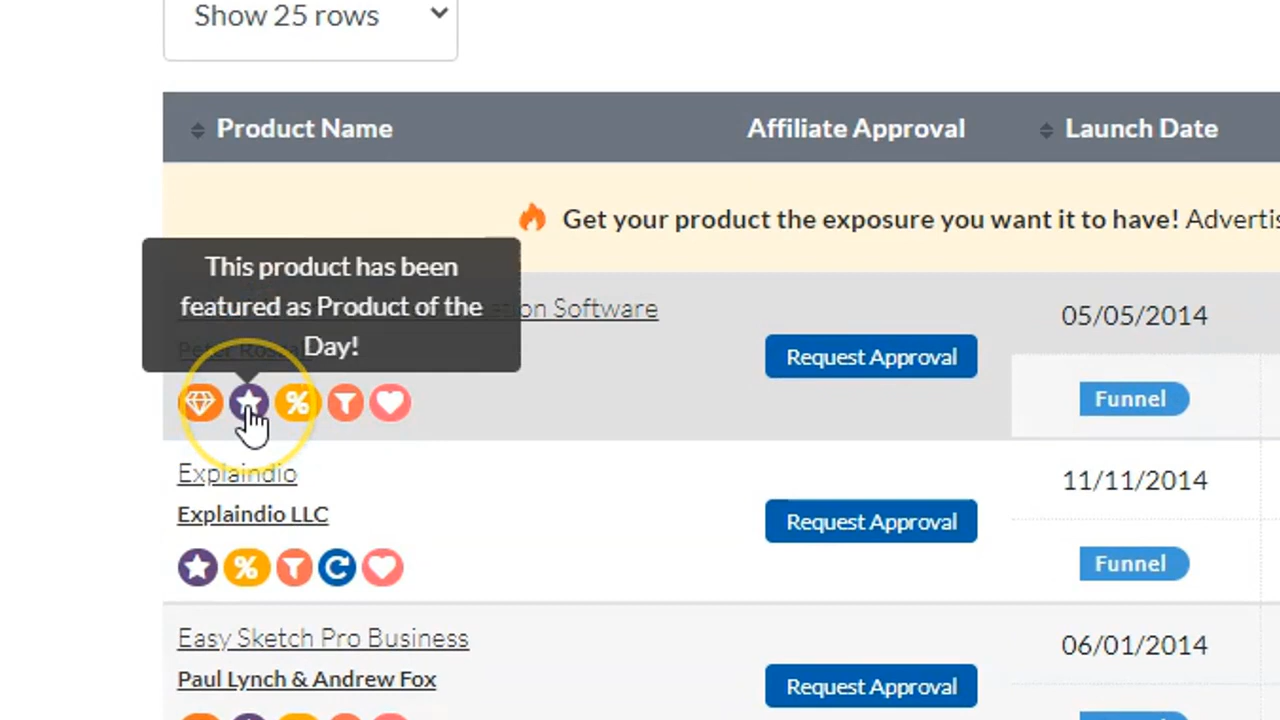 Show 25 rows
Product Name
Affiliate Approval
Launch Date
Get your product the exposure you want it to have!
This product has been
featured as Product of the
Day!
Software
05/05/2014
Peter
Request Approval
%
Funnel
Explaindio
11/11/2014
Explaindio LLC
Request Approval
%
Funnel
Easy Sketch Pro Business
06/01/2014
Paul Lynch & Andrew Fox
Request Approval